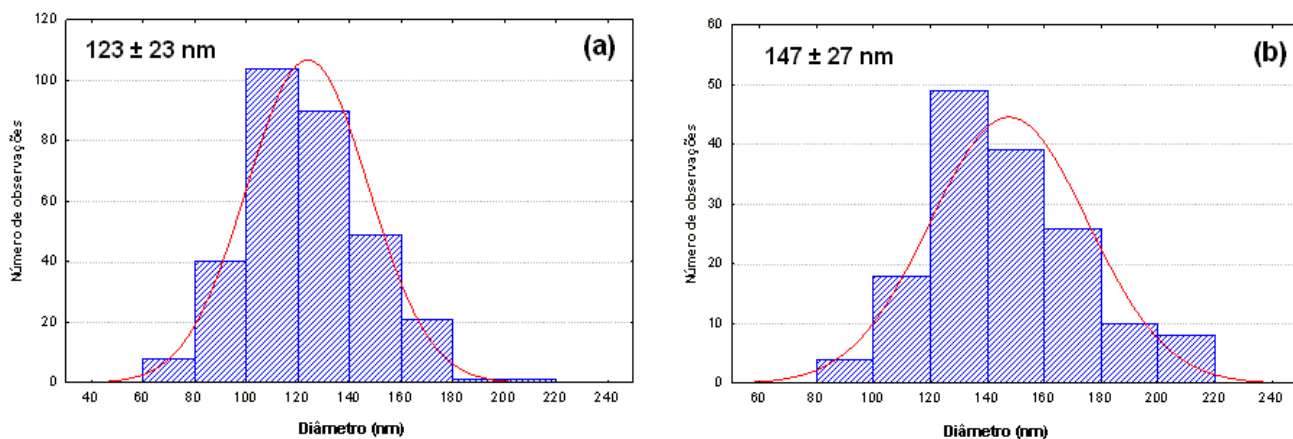 123 ± 23 nm
(a)
Número de observações
120
100
80
60
40
20
0
40 60 80 100 120 140 160 180 200 220 240
Diâmetro (nm)
147 ± 27 nm
(b)
Número de observações
60
50
40
30
20
10
0
60 80 100 120 140 160 180 200 220 240
Diâmetro (nm)